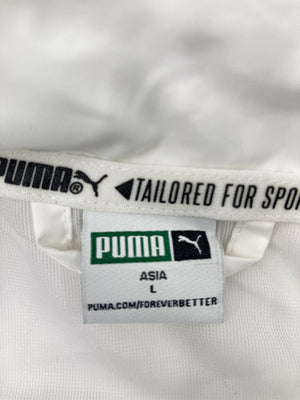 PUMA® ◀TAILORED FOR SPOR
PUMA
ASIA
L
PUMA.COM/FOREVERBETTER